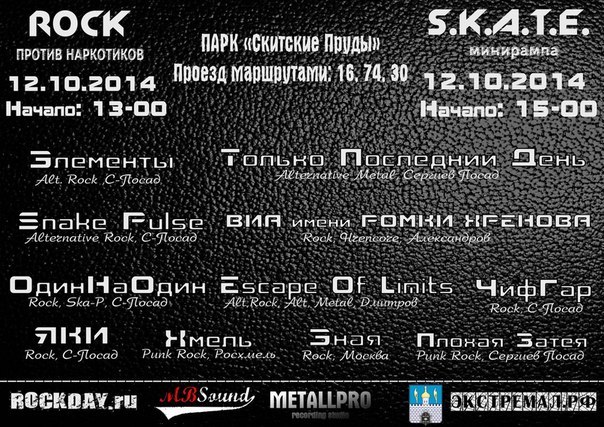 ROCK
ПРОТИВ НАРКОТИКОВ
12.10.2014
Начало: 13-00
ПАРК «Скитские Пруды»
Проезд маршрутами: 16, 74, 30
S.K.A.T.E.
минирампа
12.10.2014
Начало: 15-00
Элементы
Alt. Rock ,С-Посад
Только Последний День
Alternative Metal, Сергиев Посад
Snake Pulse
Alternative Rock, С-Посад
ВИА имени РОМКИ ХРЕНОВА
Rock, Hrencore, Александров
ОдинНаОдин
Rock, Ska-P, С-Посад
Escape Of Limits
Alt.Rock, Alt. Metal, Дмитров
ЧифГар
Rock, С-Посад
ЯКИ
Rock, С-Посад
Хмель
Punk Rock, Росхмель
Зная
Rock, Москва
Плохая Затея
Punk Rock, Сергиев Посад
ROCKDAY.ru
MBSound
METALLPRO
recording studio
ЭКСТРЕМАЛ.РФ